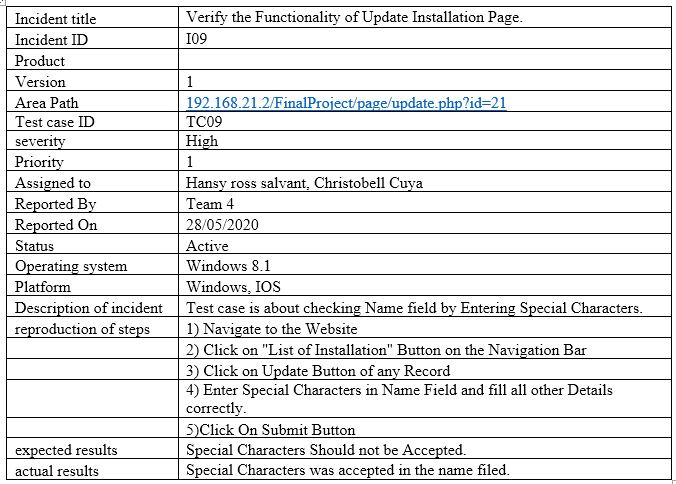 Incident title Verify the Functionality of Update Installation Page.
Incident ID I09
Product
Version 1
Area Path 192.168.21.2/FinalProject/page/update.php?id=21
Test case ID TC09
severity High
Priority 1
Assigned to Hansy ross salvant, Christobell Cuya
Reported By Team 4
Reported On 28/05/2020
Status Active
Operating system Windows 8.1
Platform Windows, IOS
Description of incident Test case is about checking Name field by Entering Special Characters.
reproduction of steps 1) Navigate to the Website
2) Click on "List of Installation" Button on the Navigation Bar
3) Click on Update Button of any Record
4) Enter Special Characters in Name Field and fill all other Details
correctly.
5)Click On Submit Button
expected results Special Characters Should not be Accepted.
actual results Special Characters was accepted in the name filed.